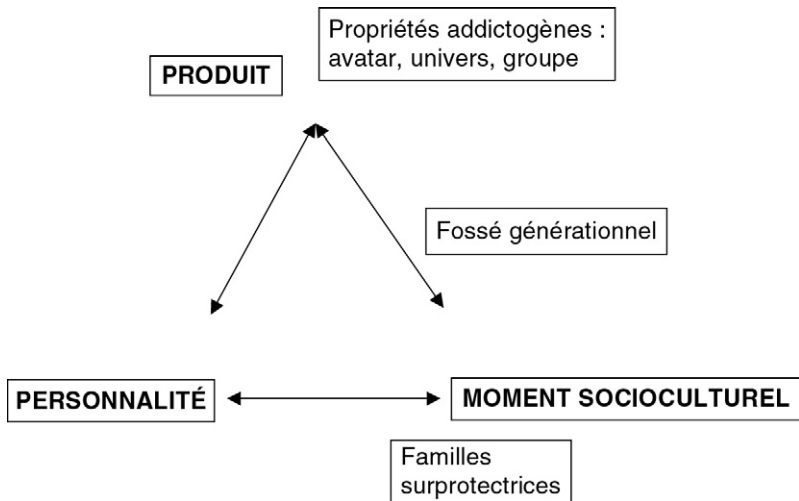 Propriétés addictogènes :
avatar, univers, groupe
PRODUIT
Fossé générationnel
PERSONNALITÉ
MOMENT SOCIOCULTUREL
Familles
surprotectrices